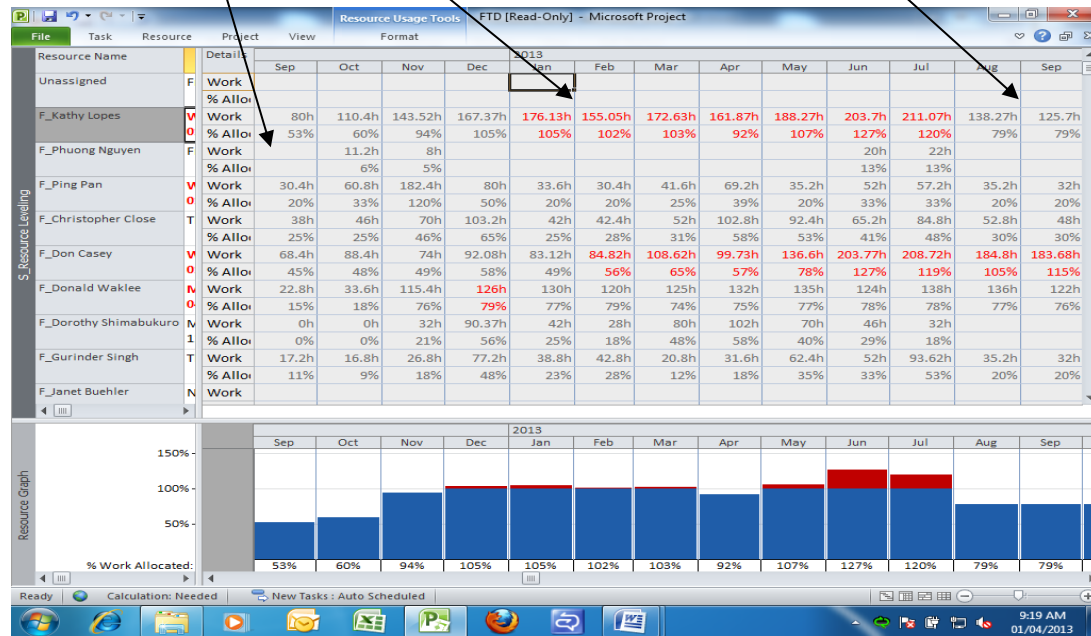 Resource Usage Tools FTD [Read-Only] - Microsoft Project
File Task Resource Project View Format
Resource Name Details 2013
Sep Oct Nov Dec Jan Feb Mar Apr May Jun Jul Aug Sep
Unassigned F Work
% Allo
F_Kathy Lopes W Work 80h 110.4h 143.52h 167.37h 176.13h 155.05h 172.63h 161.87h 188.27h 203.7h 211.07h 138.27h 125.7h
0 % Allo 53% 60% 94% 105% 105% 102% 103% 92% 107% 127% 120% 79% 79%
F_Phuong Nguyen F Work 11.2h 8h 20h 22h
% Allo 6% 5% 13% 13%
F_Ping Pan W Work 30.4h 60.8h 182.4h 80h 33.6h 30.4h 41.6h 69.2h 35.2h 52h 57.2h 35.2h 32h
0 % Allo 20% 33% 120% 50% 20% 20% 25% 39% 20% 33% 33% 20% 20%
F_Christopher Close T Work 38h 46h 70h 103.2h 42h 42.4h 52h 102.8h 92.4h 65.2h 84.8h 52.8h 48h
% Allo 25% 25% 46% 65% 25% 28% 31% 58% 53% 41% 48% 30% 30%
F_Don Casey W Work 68.4h 88.4h 74h 92.08h 83.12h 84.82h 108.62h 99.73h 136.6h 203.77h 208.72h 184.8h 183.68h
0 % Allo 45% 48% 49% 58% 49% 56% 65% 57% 78% 127% 119% 105% 115%
F_Donald Waklee M Work 22.8h 33.6h 115.4h 126h 130h 120h 125h 132h 135h 124h 138h 136h 122h
0 % Allo 15% 18% 76% 79% 77% 79% 74% 75% 77% 78% 78% 77% 76%
F_Dorothy Shimabukuro M Work 0h 0h 32h 90.37h 42h 28h 80h 102h 70h 46h 32h
1 % Allo 0% 0% 21% 56% 25% 18% 48% 58% 40% 29% 18%
F_Gurinder Singh T Work 17.2h 16.8h 26.8h 77.2h 38.8h 42.8h 20.8h 31.6h 62.4h 52h 93.62h 35.2h 32h
% Allo 11% 9% 18% 48% 23% 28% 12% 18% 35% 33% 53% 20% 20%
F_Janet Buehler N Work
S_Resource Leveling
2013
Sep Oct Nov Dec Jan Feb Mar Apr May Jun Jul Aug Sep
150%
100%
50%
Resource Graph
% Work Allocated: 53% 60% 94% 105% 105% 102% 103% 92% 107% 127% 120% 79% 79%
Ready Calculation: Needed New Tasks : Auto Scheduled
9:19 AM
01/04/2013